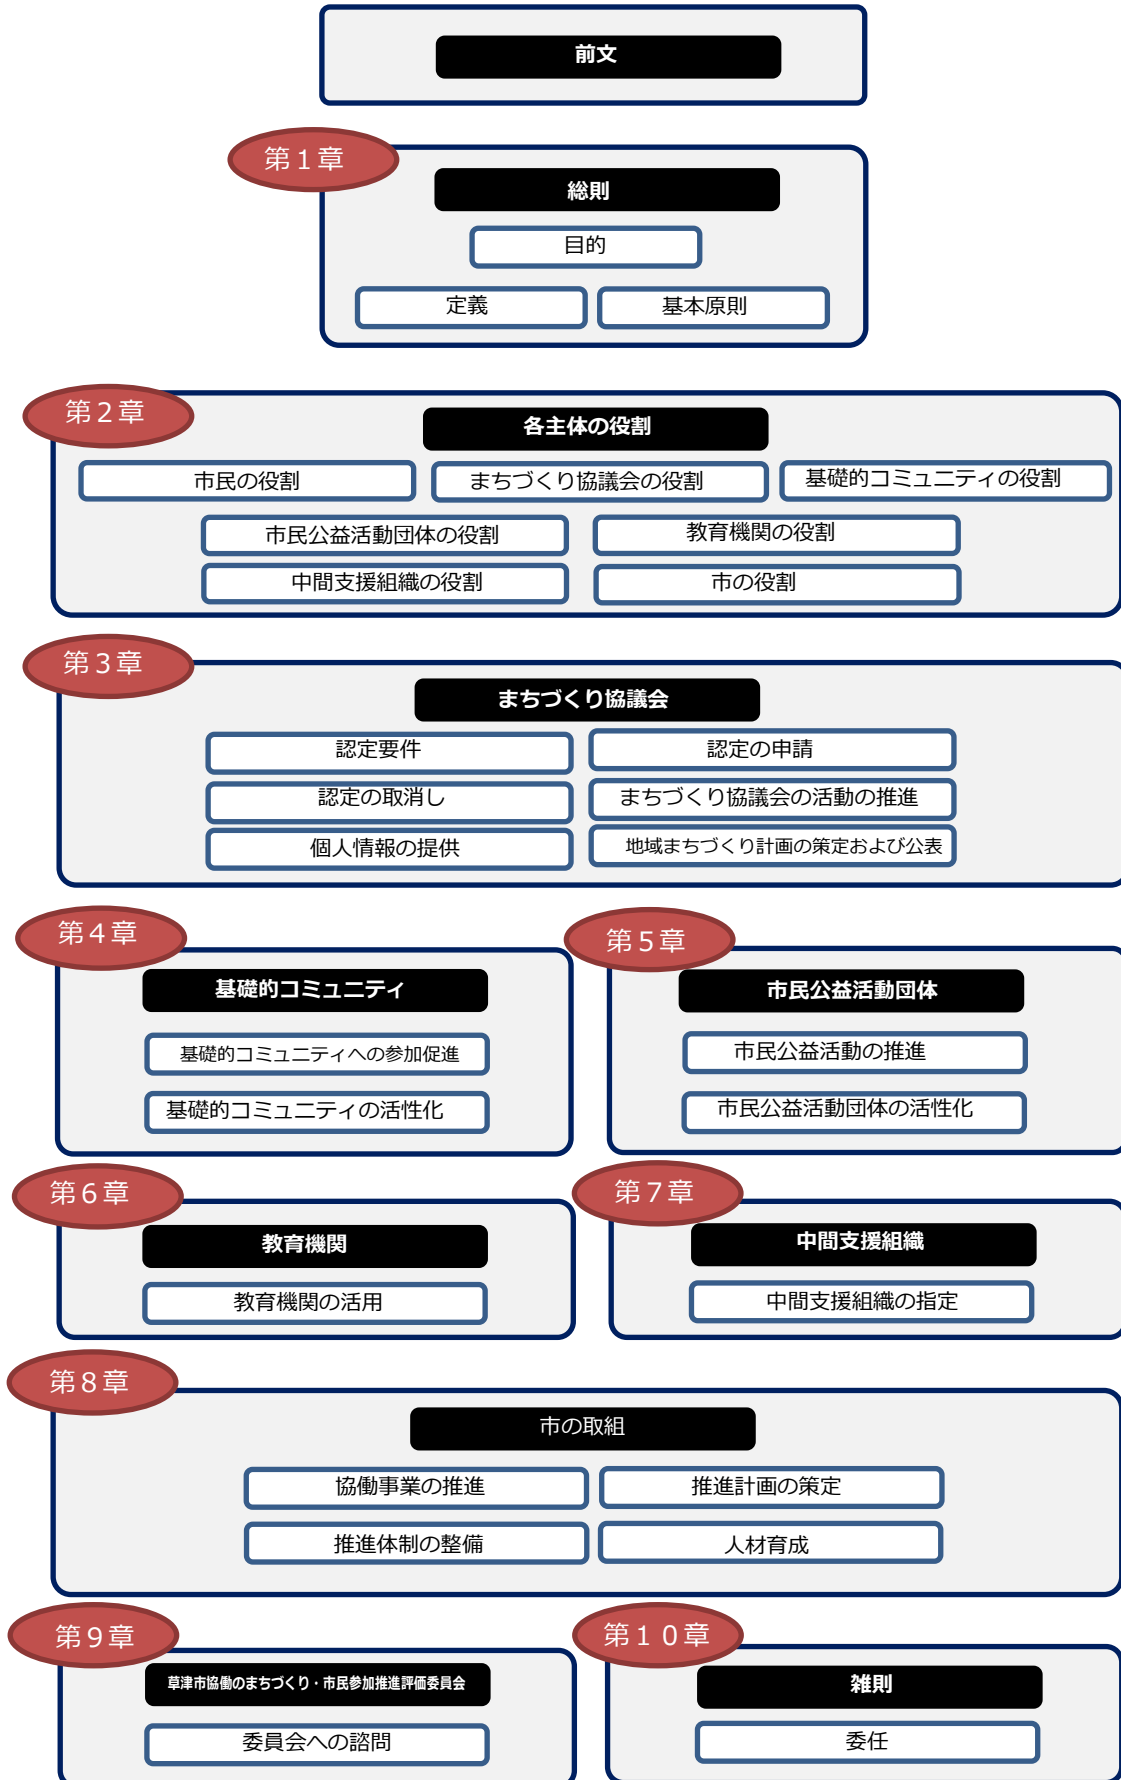 前文
第１章
総則
目的
定義
基本原則
第２章
各主体の役割
市民の役割
まちづくり協議会の役割
基礎的コミュニティの役割
市民公益活動団体の役割
教育機関の役割
中間支援組織の役割
市の役割
第３章
まちづくり協議会
認定要件
認定の申請
認定の取消し
まちづくり協議会の活動の推進
個人情報の提供
地域まちづくり計画の策定および公表
第４章
基礎的コミュニティ
基礎的コミュニティへの参加促進
基礎的コミュニティの活性化
第５章
市民公益活動団体
市民公益活動の推進
市民公益活動団体の活性化
第６章
教育機関
教育機関の活用
第７章
中間支援組織
中間支援組織の指定
第８章
市の取組
協働事業の推進
推進計画の策定
推進体制の整備
人材育成
第９章
草津市協働のまちづくり・市民参加推進評価委員会
委員会への諮問
第１０章
雑則
委任